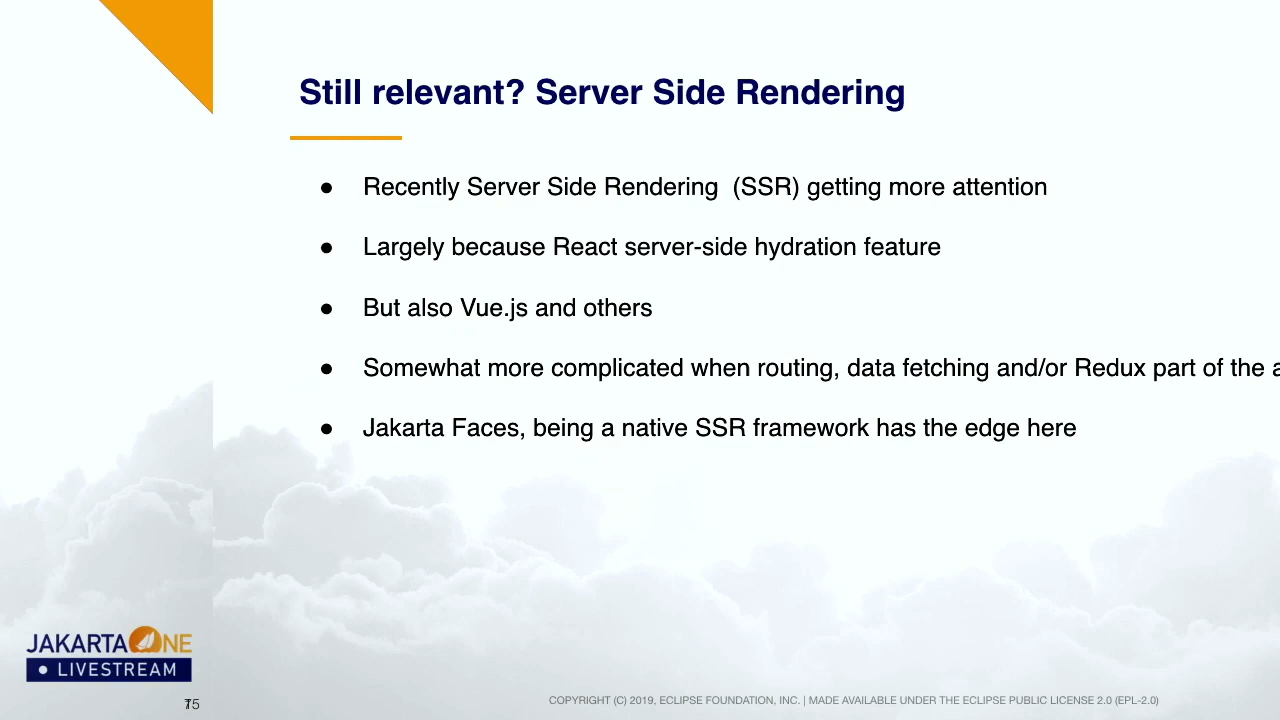 Still relevant? Server Side Rendering
● Recently Server Side Rendering  (SSR) getting more attention
● Largely because React server-side hydration feature
● But also Vue.js and others
● Somewhat more complicated when routing, data fetching and/or Redux part of the a
● Jakarta Faces, being a native SSR framework has the edge here
JAKARTA ONE
LIVESTREAM
COPYRIGHT (C) 2019, ECLIPSE FOUNDATION, INC. | MADE AVAILABLE UNDER THE ECLIPSE PUBLIC LICENSE 2.0 (EPL-2.0)